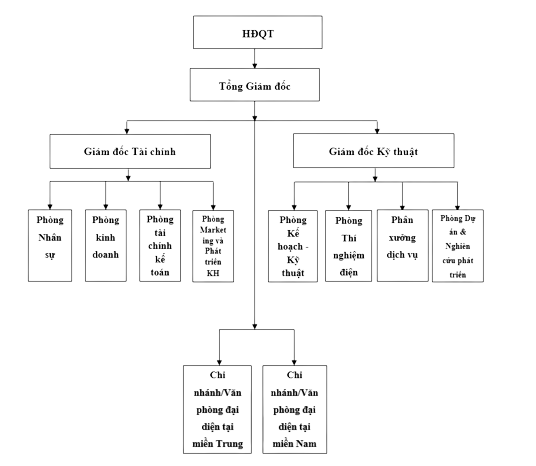 HĐQT
Tổng Giám đốc
Giám đốc Tài chính
Giám đốc Kỹ thuật
Phòng
Nhân
sự
Phòng
kinh
doanh
Phòng
tài
chính
kế
toán
Phòng
Market
ing và
Phát
triển
KH
Phòng
Kế
hoạch -
Kỹ
thuật
Phòng
Thí
nghiệm
điện
Phân
xưởng
dịch vụ
Phòng Dự
án &
Nghiên
cứu phát
triển
Chi
nhánh/Văn
phòng đại
diện tại
miền Trung
Chi
nhánh/Văn
phòng đại
diện tại
miền Nam